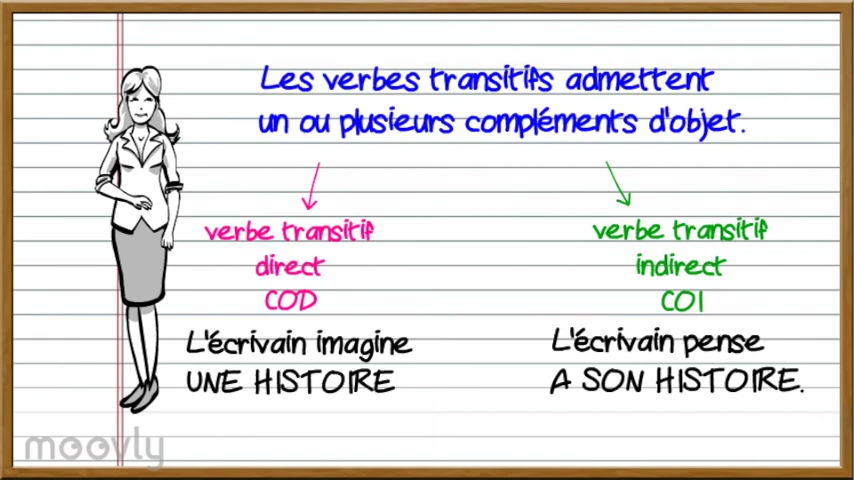 Les verbes transitifs admettent
un ou plusieurs compléments d'objet.
verbe transitif
direct
COD
L'écrivain imagine
UNE HISTOIRE
verbe transitif
indirect
COI
L'écrivain pense
A SON HISTOIRE.
moovly